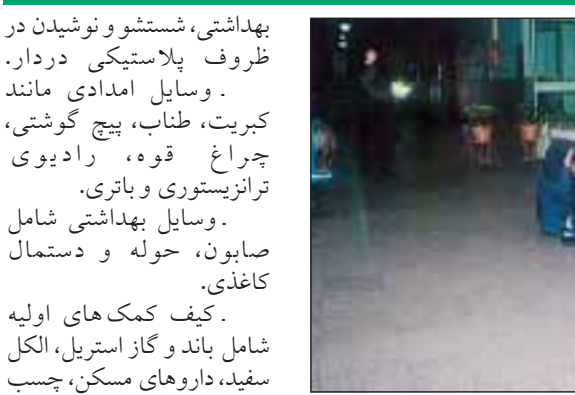 بهداشتی، شستشو و نوشیدن در
ظروف پلاستیکی دردار.
. وسایل امدادی مانند
کبریت، طناب، پیچ گوشتی،
چراغ قوه، رادیوی
ترانزیستوری و باتری.
. وسایل بهداشتی شامل
صابون، حوله و دستمال
کاغذی.
. کیف کمک های اولیه
شامل باند و گاز استریل، الکل
سفید، داروهای مسکن، چسب